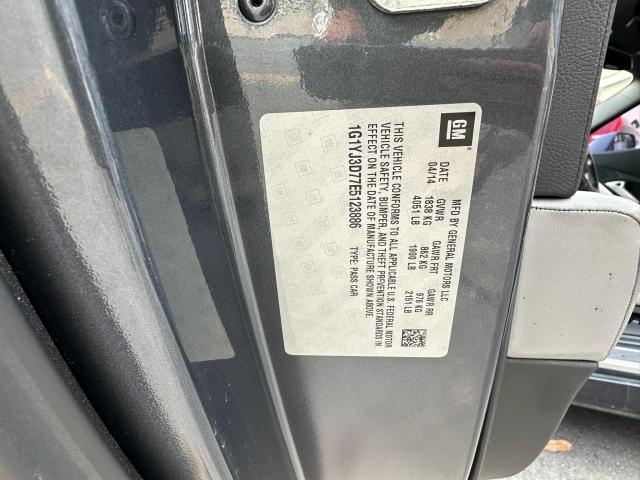 GM
MFD BY GENERAL MOTORS LLC
DATE GVWR GAWR FRT GAWR RR
04/14 1838 KG 862 KG 976 KG
4051 LB 1900 LB 2151 LB
THIS VEHICLE CONFORMS TO ALL APPLICABLE U.S. FEDERAL MOTOR
VEHICLE SAFETY, BUMPER, AND THEFT PREVENTION STANDARDS IN
EFFECT ON THE DATE OF MANUFACTURE SHOWN ABOVE.
1G1YJ3D77E5123886 TYPE: PASS CAR